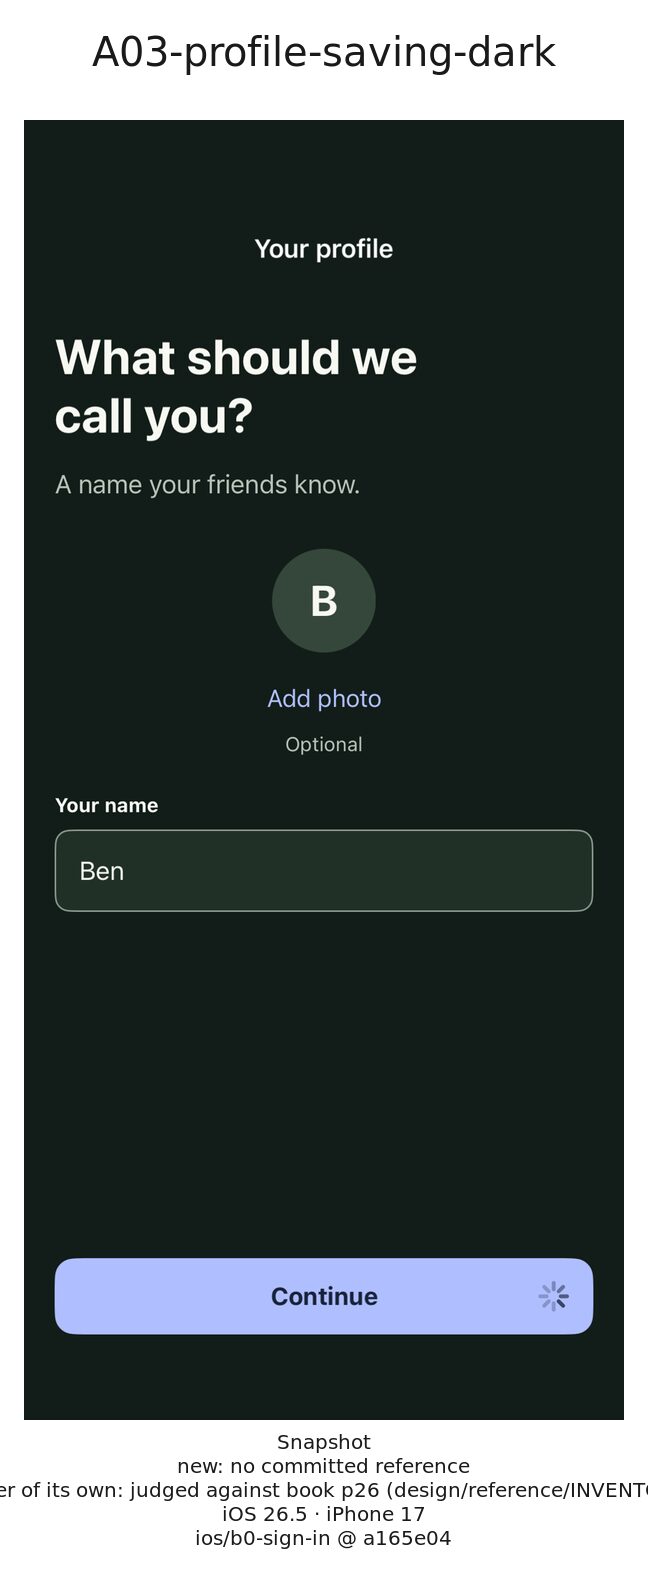 A03-profile-saving-dark
Your profile
What should we
call you?
A name your friends know.
B
Add photo
Optional
Your name
Ben
Continue
Snapshot
new: no committed reference
of its own: judged against book p26 (design/reference/
iOS 26.5 · iPhone 17
ios/b0-sign-in @ a165e04